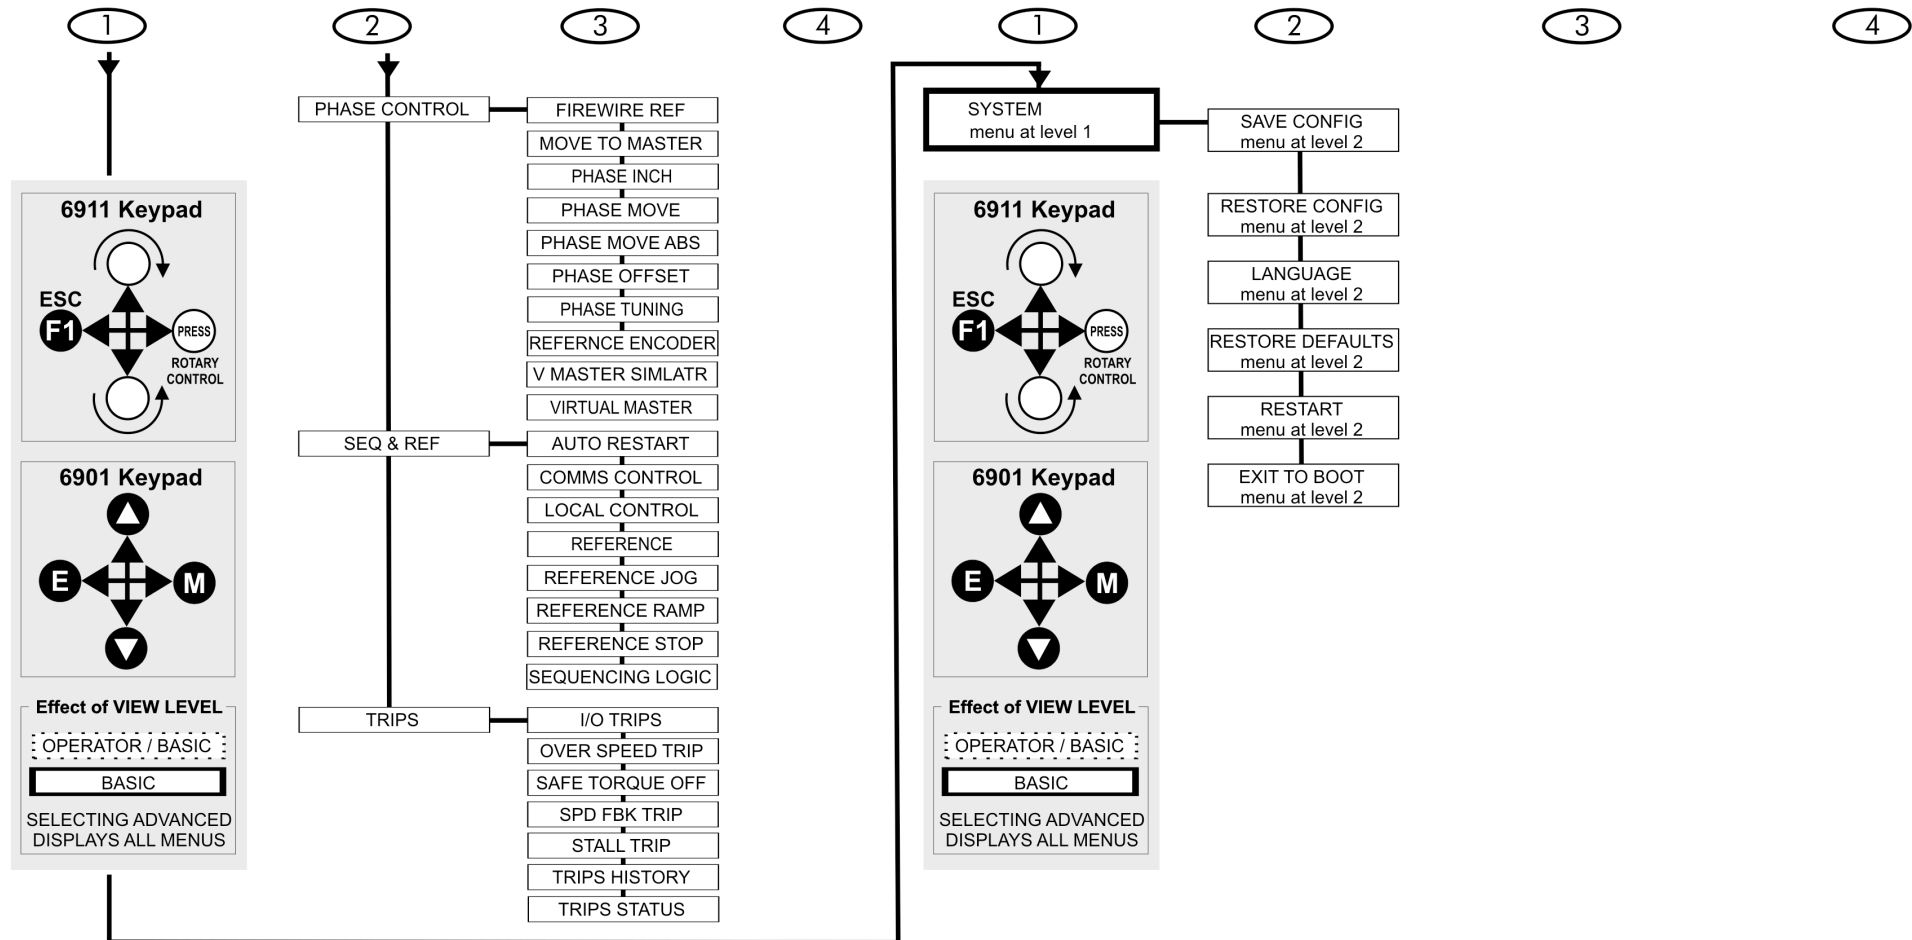 1 2 3 4 1 2 3 4
PHASE CONTROL
FIREWIRE REF
MOVE TO MASTER
PHASE INCH
PHASE MOVE
PHASE MOVE ABS
PHASE OFFSET
PHASE TUNING
REFERNCE ENCODER
V MASTER SIMLATR
VIRTUAL MASTER
SEQ & REF
AUTO RESTART
COMMS CONTROL
LOCAL CONTROL
REFERENCE
REFERENCE JOG
REFERENCE RAMP
REFERENCE STOP
SEQUENCING LOGIC
TRIPS
I/O TRIPS
OVER SPEED TRIP
SAFE TORQUE OFF
SPD FBK TRIP
STALL TRIP
TRIPS HISTORY
TRIPS STATUS
6911 Keypad
ESC
F1
PRESS
ROTARY
CONTROL
6901 Keypad
E
M
Effect of VIEW LEVEL
OPERATOR / BASIC
BASIC
SELECTING ADVANCED
DISPLAYS ALL MENUS
SYSTEM
menu at level 1
SAVE CONFIG
menu at level 2
RESTORE CONFIG
menu at level 2
LANGUAGE
menu at level 2
RESTORE DEFAULTS
menu at level 2
RESTART
menu at level 2
EXIT TO BOOT
menu at level 2
6911 Keypad
ESC
F1
PRESS
ROTARY
CONTROL
6901 Keypad
E
M
Effect of VIEW LEVEL
OPERATOR / BASIC
BASIC
SELECTING ADVANCED
DISPLAYS ALL MENUS